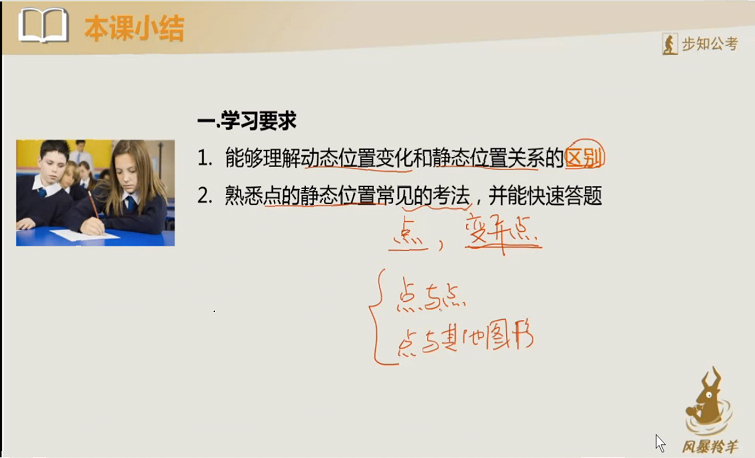 本课小结
步知公考
一.学习要求
1. 能够理解动态位置变化和静态位置关系的区别
2. 熟悉点的静态位置常见的考法，并能快速答题
点，变异点.
点与点
点与其他图形
风暴羚羊